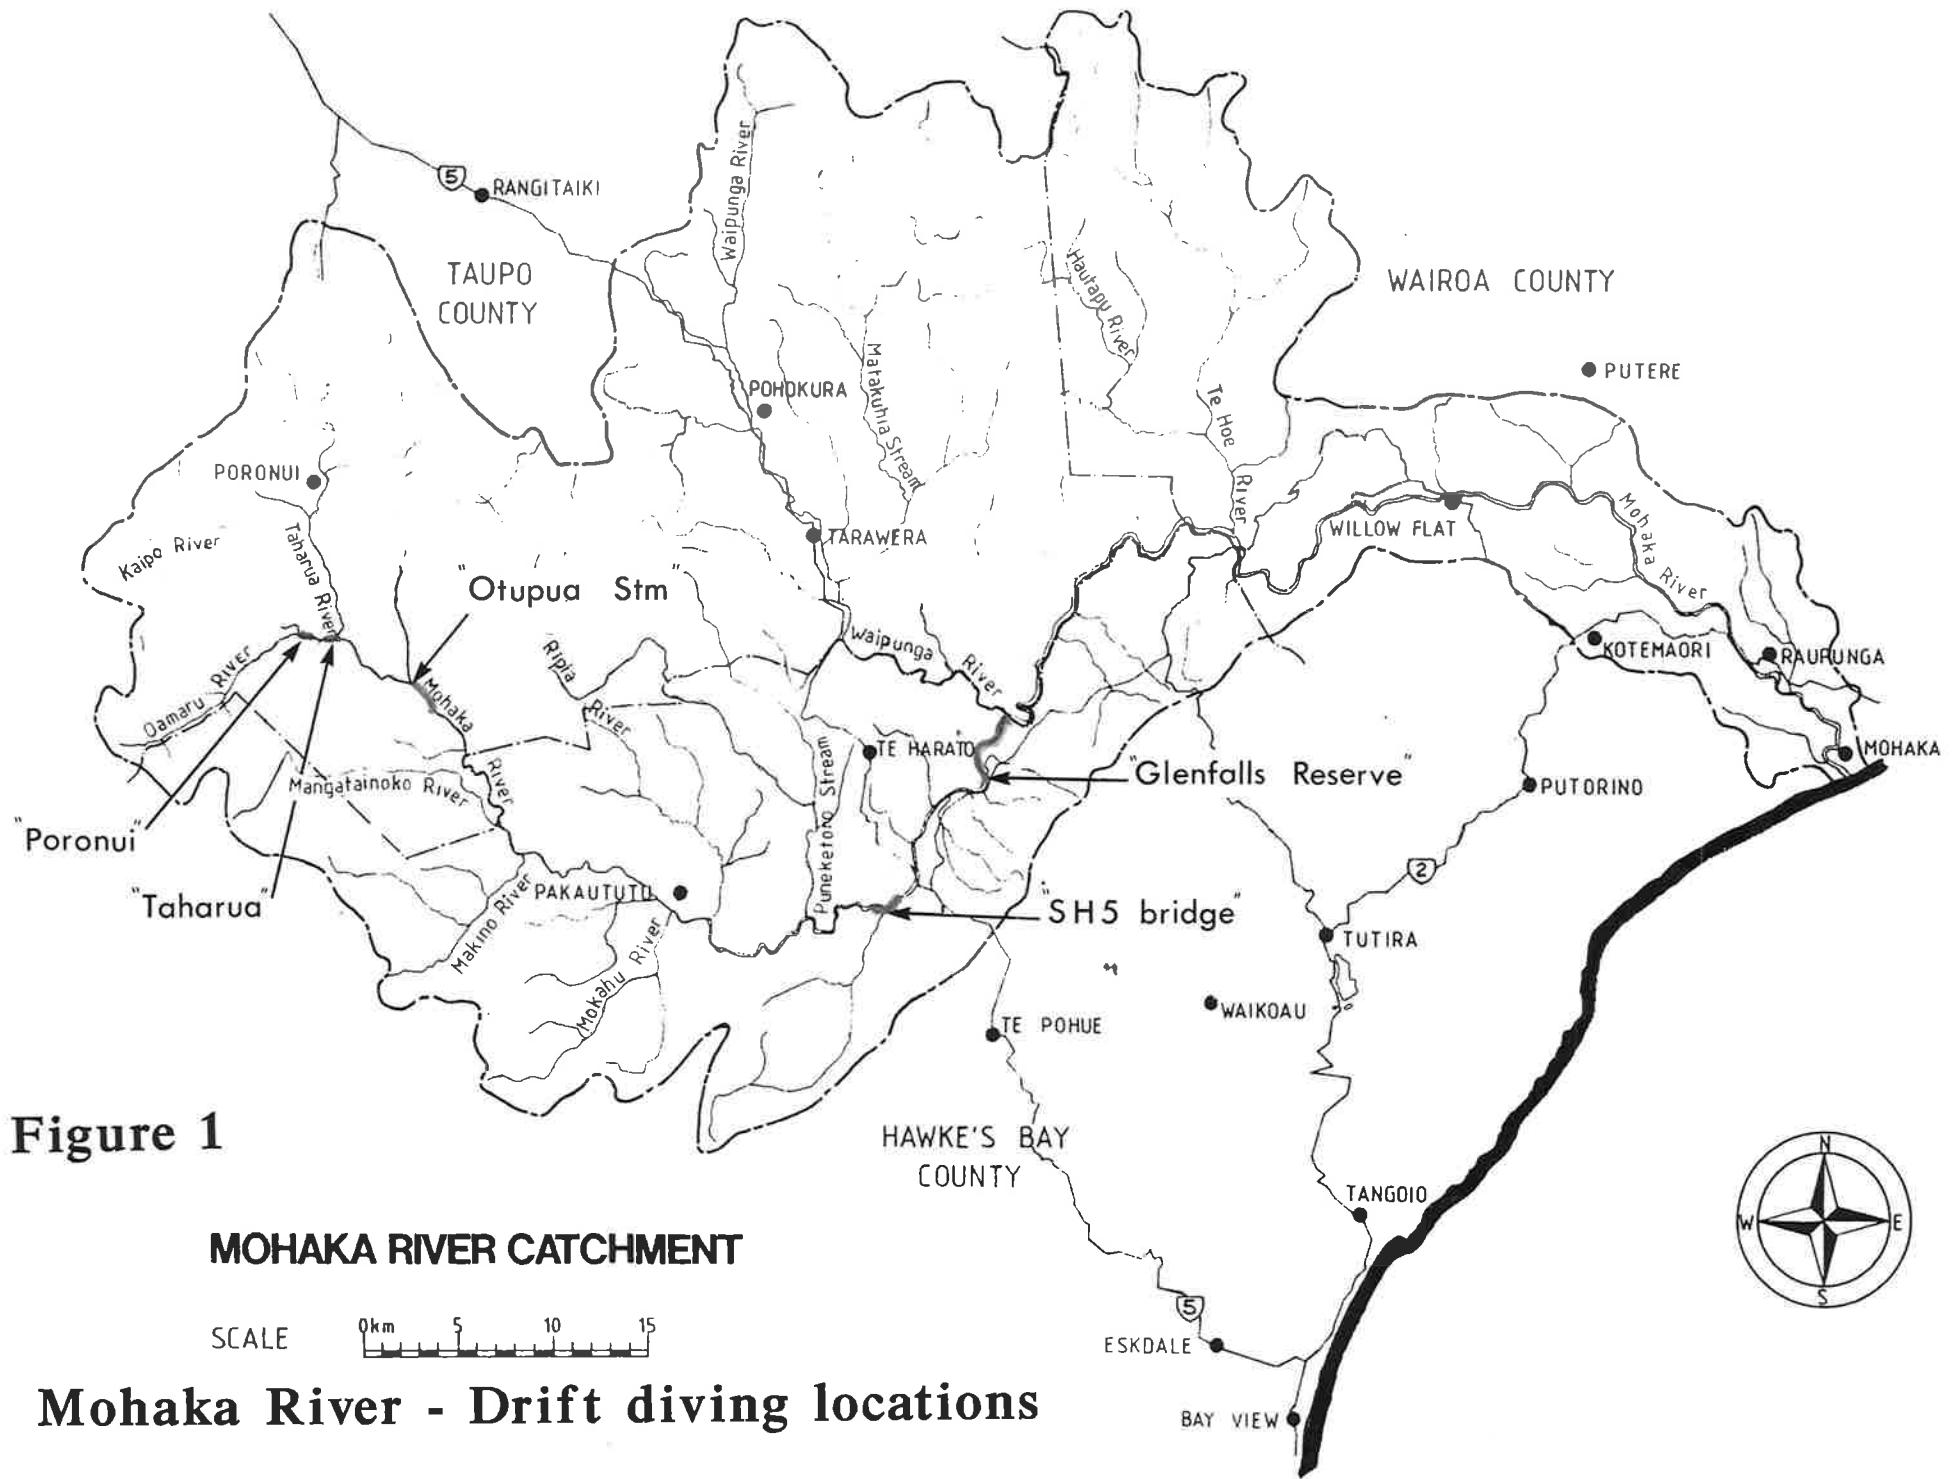 5
RANGITAIKI
TAUPO
COUNTY
Waipunga River
Hautapu River
WAIROA COUNTY
PUTERE
Matakuhia Stream
POHOKURA
Te Hoe
River
PORONUI
Kaipo River
Taharua River
TARAWERA
WILLOW FLAT
Mohaka River
"Otupua Stm"
Waipunga
River
KOTEMAORI
RAUPUNGA
Oamaru River
Ripia
River
Mohaka
River
TE HARATO
MOHAKA
"Glenfalls Reserve"
PUTORINO
Mangatainoko River
Puneketoro Stream
"Poronui"
"Taharua"
2
PAKAUTUTU
Makino River
Mokahu River
"SH5 bridge"
TUTIRA
WAIKOAU
TE POHUE
Figure 1
HAWKE'S BAY
COUNTY
N
W
E
S
TANGOIO
MOHAKA RIVER CATCHMENT
SCALE
0km 5 10 15
5
ESKDALE
Mohaka River - Drift diving locations
BAY VIEW